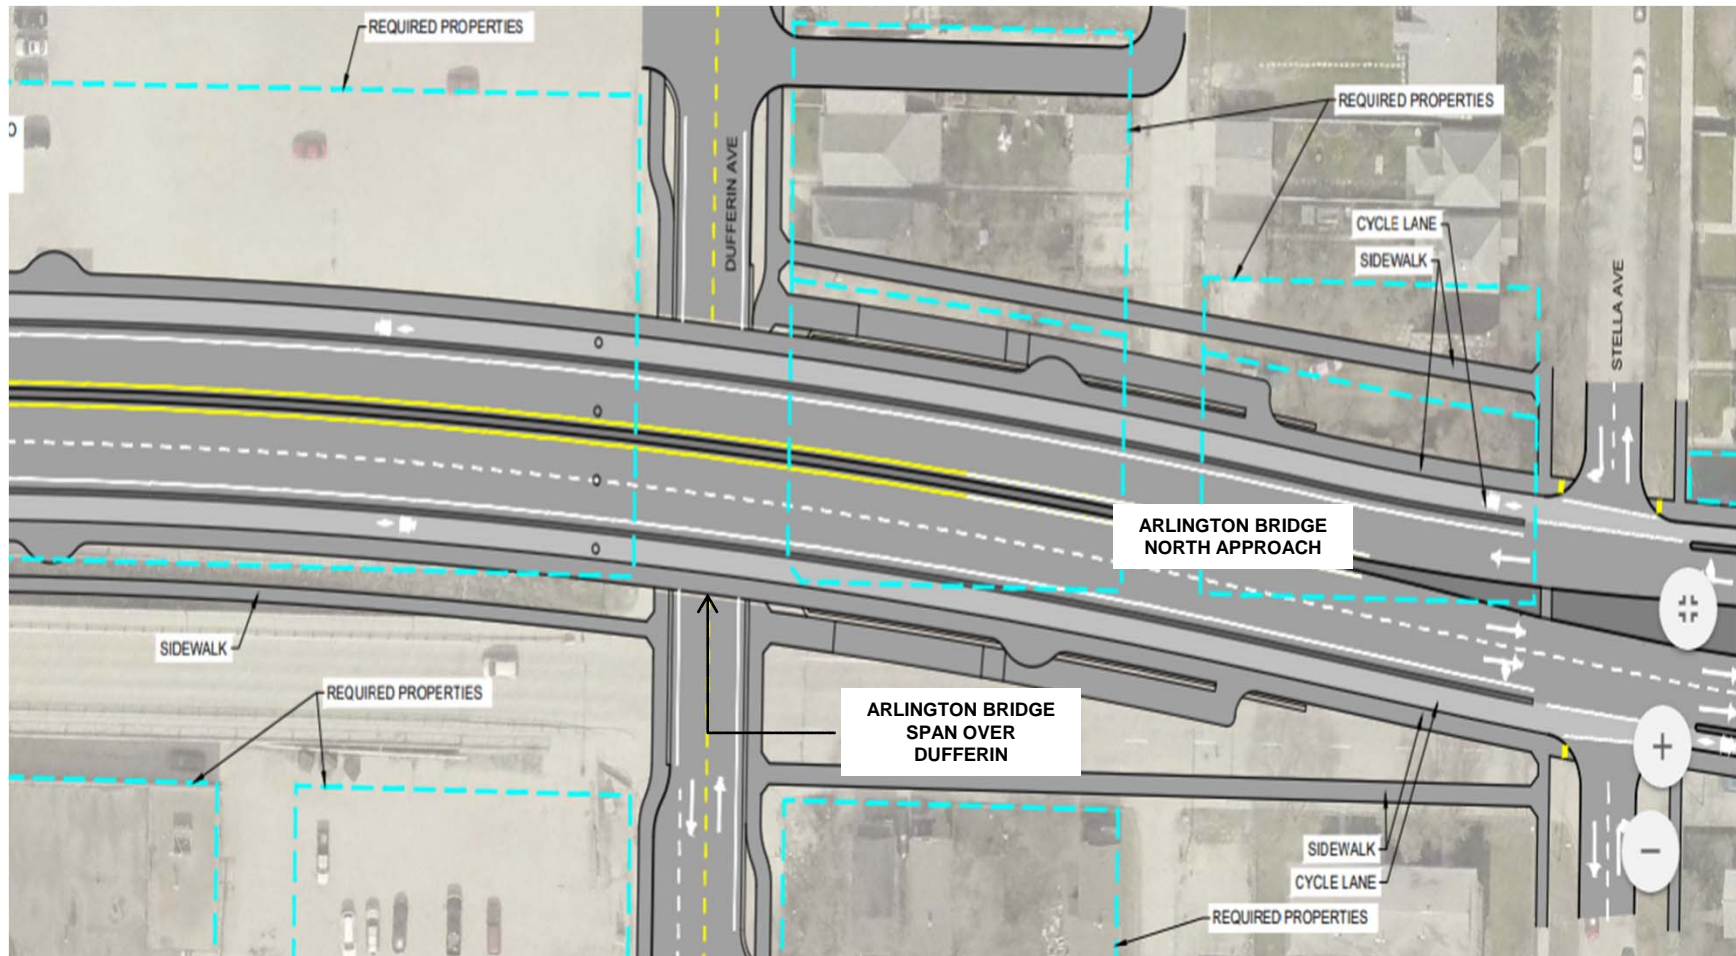 REQUIRED PROPERTIES
REQUIRED PROPERTIES
DUFFERIN AVE
CYCLE LANE
SIDEWALK
STELLA AVE
ARLINGTON BRIDGE
NORTH APPROACH
SIDEWALK
REQUIRED PROPERTIES
ARLINGTON BRIDGE
SPAN OVER
DUFFERIN
SIDEWALK
CYCLE LANE
REQUIRED PROPERTIES